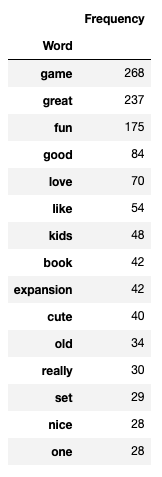 Frequency
Word
game 268
great 237
fun 175
good 84
love 70
like 54
kids 48
book 42
expansion 42
cute 40
old 34
really 30
set 29
nice 28
one 28